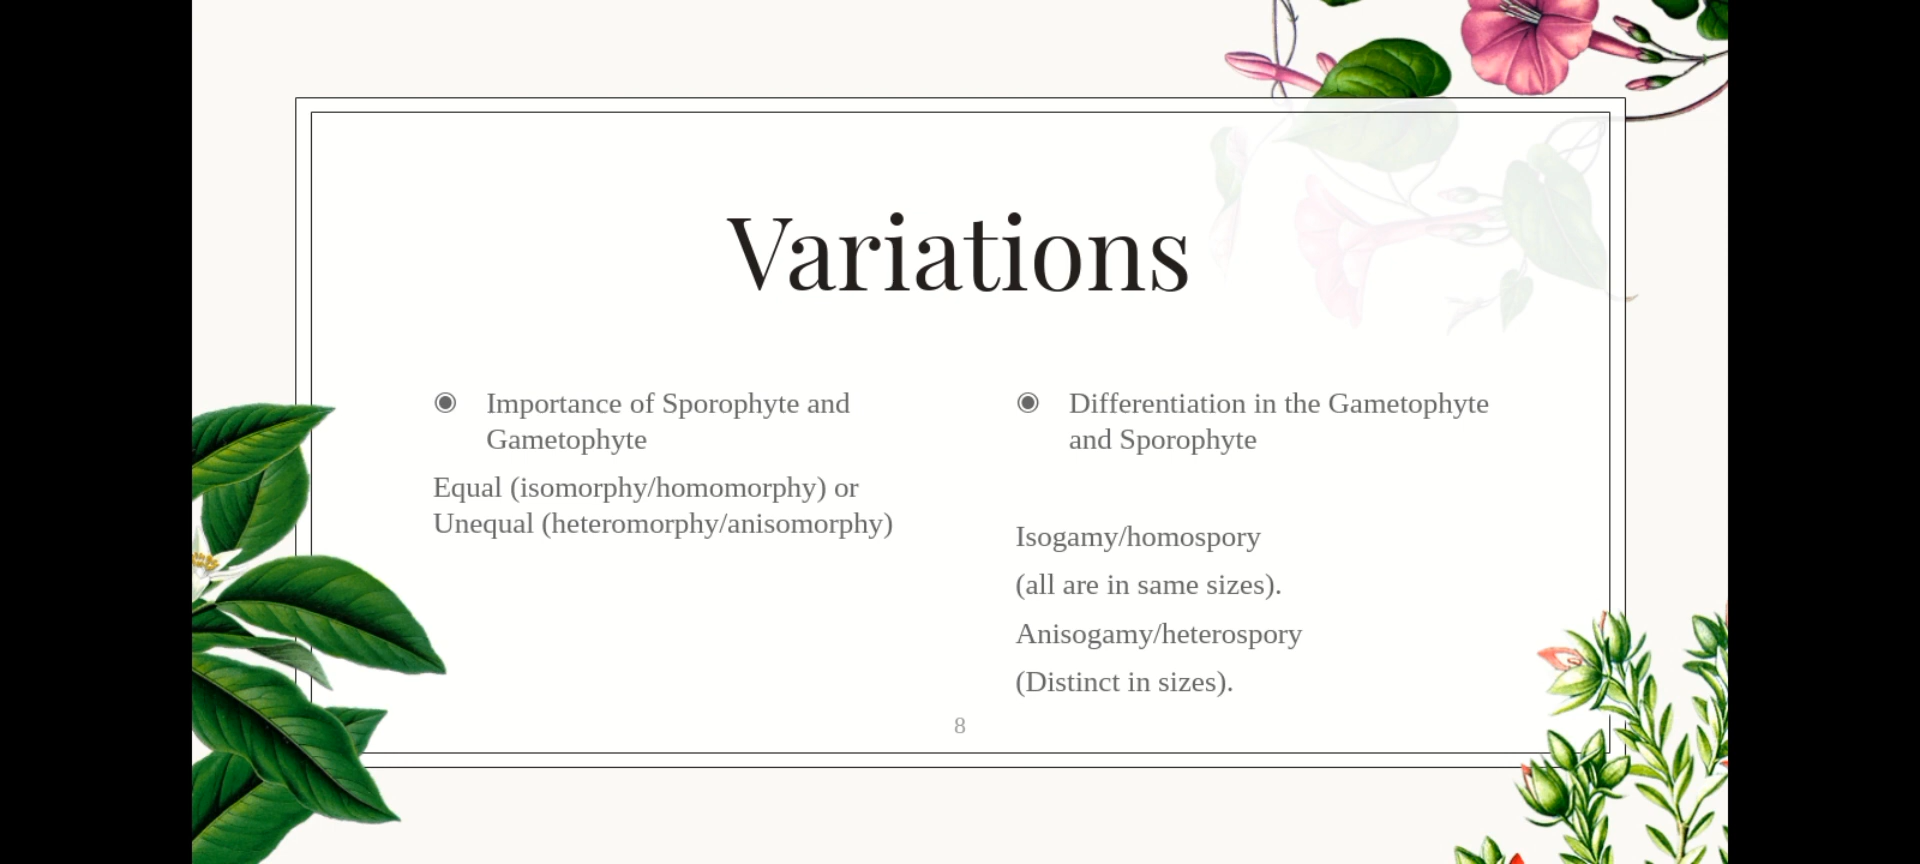 Variations
Importance of Sporophyte and
Gametophyte
Equal (isomorphy/homomorphy) or
Unequal (heteromorphy/anisomorphy)
Differentiation in the Gametophyte
and Sporophyte
Isogamy/homospory
(all are in same sizes).
Anisogamy/heterospory
(Distinct in sizes).
8